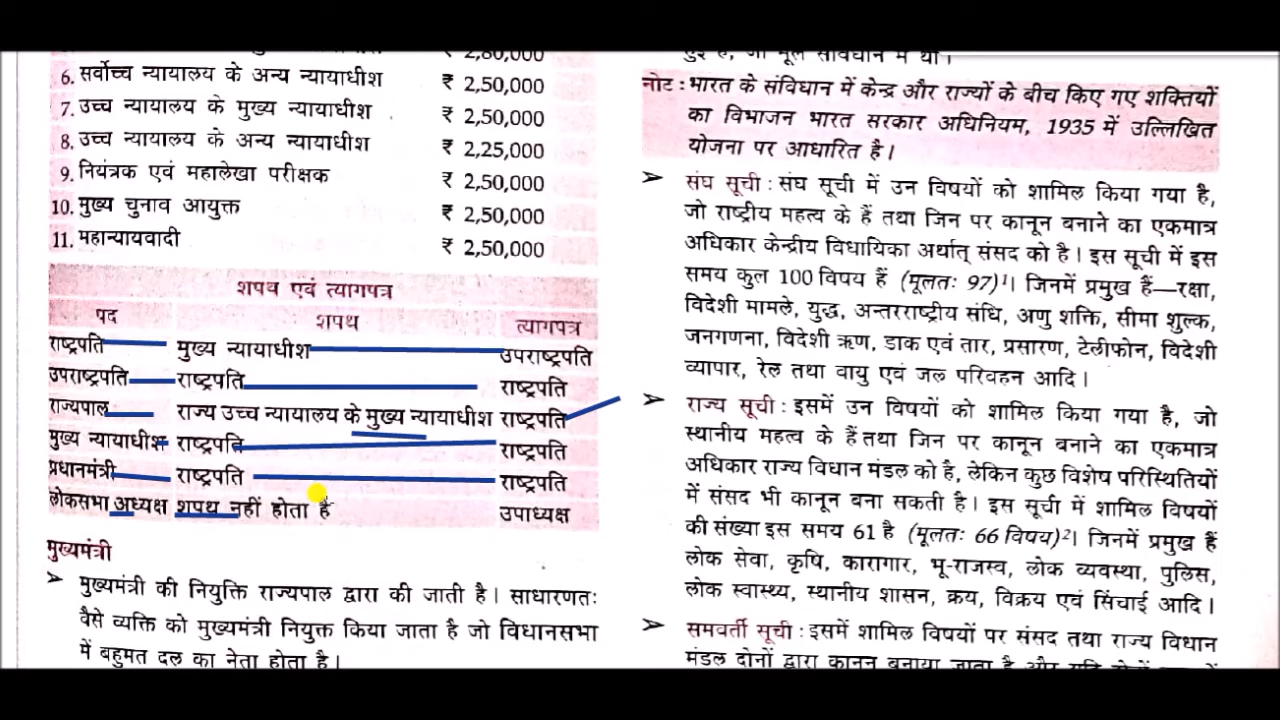 2,80,000
6. सर्वोच्च न्यायालय के अन्य न्यायाधीश ₹ 2,50,000
7. उच्च न्यायालय के मुख्य न्यायाधीश ₹ 2,50,000
8. उच्च न्यायालय के अन्य न्यायाधीश ₹ 2,25,000
9. नियंत्रक एवं महालेखा परीक्षक ₹ 2,50,000
10. मुख्य चुनाव आयुक्त ₹ 2,50,000
11. महान्यायवादी ₹ 2,50,000
शपथ एवं त्यागपत्र
पद शपथ त्यागपत्र
राष्ट्रपति मुख्य न्यायाधीश उपराष्ट्रपति
उपराष्ट्रपति राष्ट्रपति राष्ट्रपति
राज्यपाल राज्य उच्च न्यायालय के मुख्य न्यायाधीश राष्ट्रपति
मुख्य न्यायाधीश राष्ट्रपति राष्ट्रपति
प्रधानमंत्री राष्ट्रपति राष्ट्रपति
लोकसभा अध्यक्ष शपथ नहीं होता है उपाध्यक्ष
मुख्यमंत्री
➤ मुख्यमंत्री की नियुक्ति राज्यपाल द्वारा की जाती है। साधारणतः
वैसे व्यक्ति को मुख्यमंत्री नियुक्त किया जाता है जो विधानसभा
में बहुमत दल का नेता होता है।
हुई है, जो मूल संविधान में थी।
नोट : भारत के संविधान में केन्द्र और राज्यों के बीच किए गए शक्तियों
का विभाजन भारत सरकार अधिनियम, 1935 में उल्लिखित
योजना पर आधारित है।
➤ संघ सूची : संघ सूची में उन विषयों को शामिल किया गया है,
जो राष्ट्रीय महत्व के हैं तथा जिन पर कानून बनाने का एकमात्र
अधिकार केन्द्रीय विधायिका अर्थात् संसद को है। इस सूची में इस
समय कुल 100 विषय हैं (मूलतः 97)¹। जिनमें प्रमुख हैं—रक्षा,
विदेशी मामले, युद्ध, अन्तरराष्ट्रीय संधि, अणु शक्ति, सीमा शुल्क,
जनगणना, विदेशी ऋण, डाक एवं तार, प्रसारण, टेलीफोन, विदेशी
व्यापार, रेल तथा वायु एवं जल परिवहन आदि।
➤ राज्य सूची : इसमें उन विषयों को शामिल किया गया है, जो
स्थानीय महत्व के हैं तथा जिन पर कानून बनाने का एकमात्र
अधिकार राज्य विधान मंडल को है, लेकिन कुछ विशेष परिस्थितियों
में संसद भी कानून बना सकती है। इस सूची में शामिल विषयों
की संख्या इस समय 61 है (मूलतः 66 विषय)²। जिनमें प्रमुख हैं
लोक सेवा, कृषि, कारागार, भू-राजस्व, लोक व्यवस्था, पुलिस,
लोक स्वास्थ्य, स्थानीय शासन, क्रय, विक्रय एवं सिंचाई आदि।
➤ समवर्ती सूची : इसमें शामिल विषयों पर संसद तथा राज्य विधान
मंडल दोनों द्वारा कानून बनाया जाता है और यदि